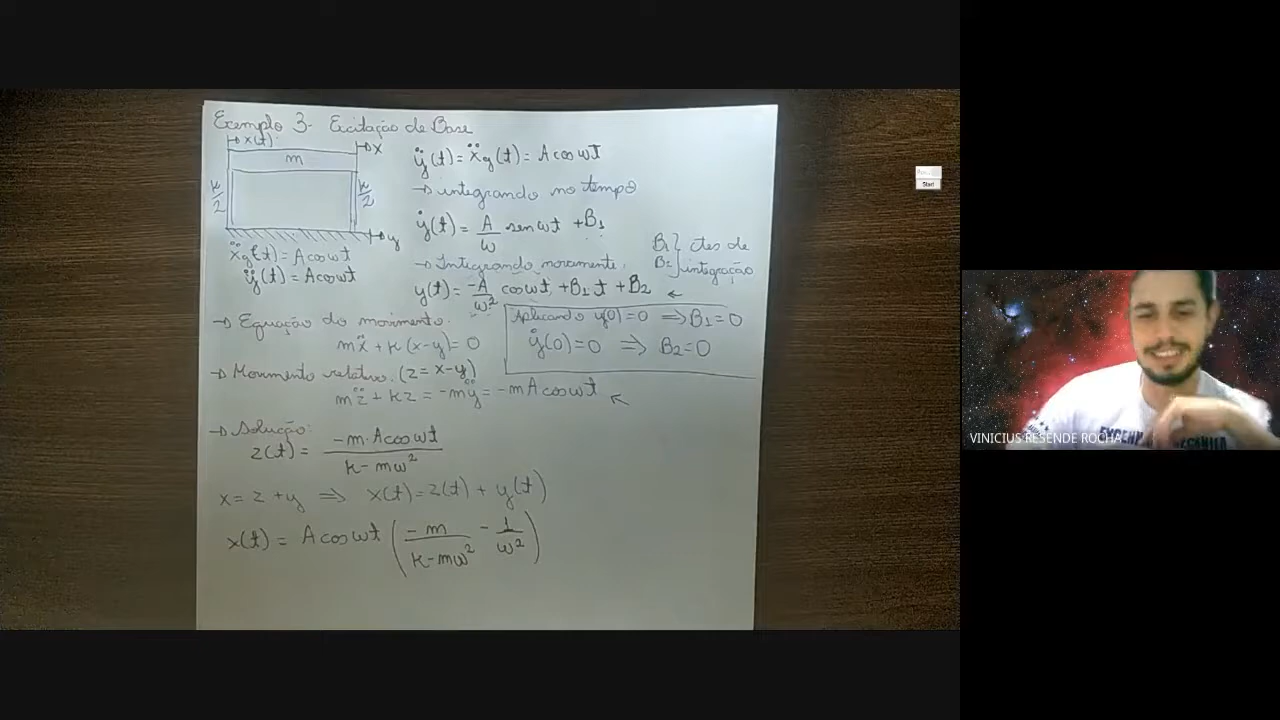 Exemplo 3- Excitação de Base
x(t)
x
m
k/2
k/2
y
ẍg(t) = A cos ωt
ÿ(t) = A cos ωt
→ Equação do movimento:
mẍ + k(x-y) = 0
→ Movimento relativo. (z = x-y)
mz̈ + kz = -mÿ = -mA cos ωt
→ Solução:
z(t) = -m·A cos ωt / k-mω²
x = z + y ⇒ x(t) = z(t) + y(t)
x(t) = A cos ωt (-m / k-mω² - 1/ω²)
ÿ(t) = ẍg(t) = A cos ωt
→ integrando no tempo
ẏ(t) = A/ω sen ωt + B1
→ Integrando novamente,
y(t) = -A/ω² cos ωt + B1 t + B2
B1 } ctes de
B2 } integração
Aplicando y(0)=0 ⇒ B1=0
ẏ(0)=0 ⇒ B2=0
Start
VINICIUS RESENDE ROCHA